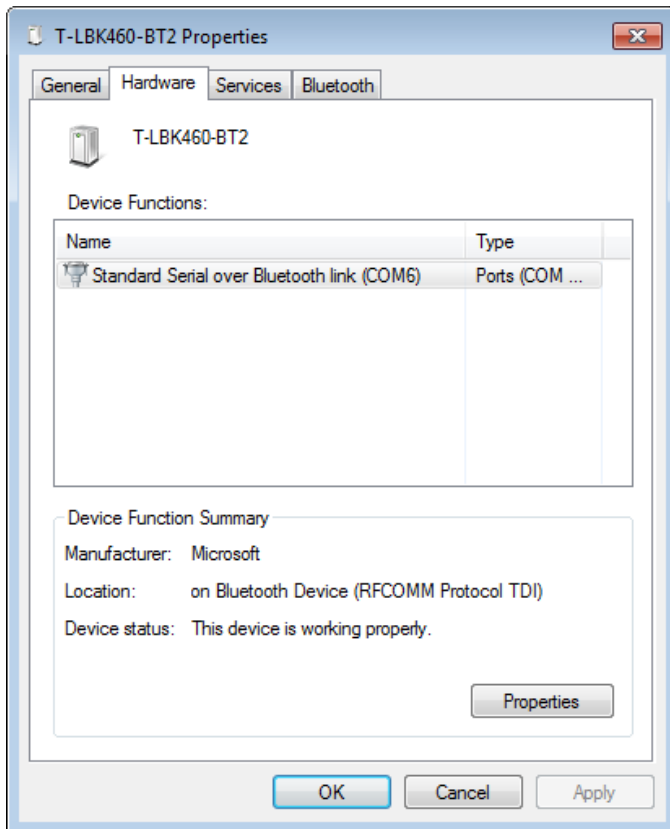 T-LBK460-BT2 Properties
General Hardware Services Bluetooth
T-LBK460-BT2
Device Functions:
Name Type
Standard Serial over Bluetooth link (COM6) Ports (COM ...
Device Function Summary
Manufacturer: Microsoft
Location: on Bluetooth Device (RFCOMM Protocol TDI)
Device status: This device is working properly.
Properties
OK Cancel Apply